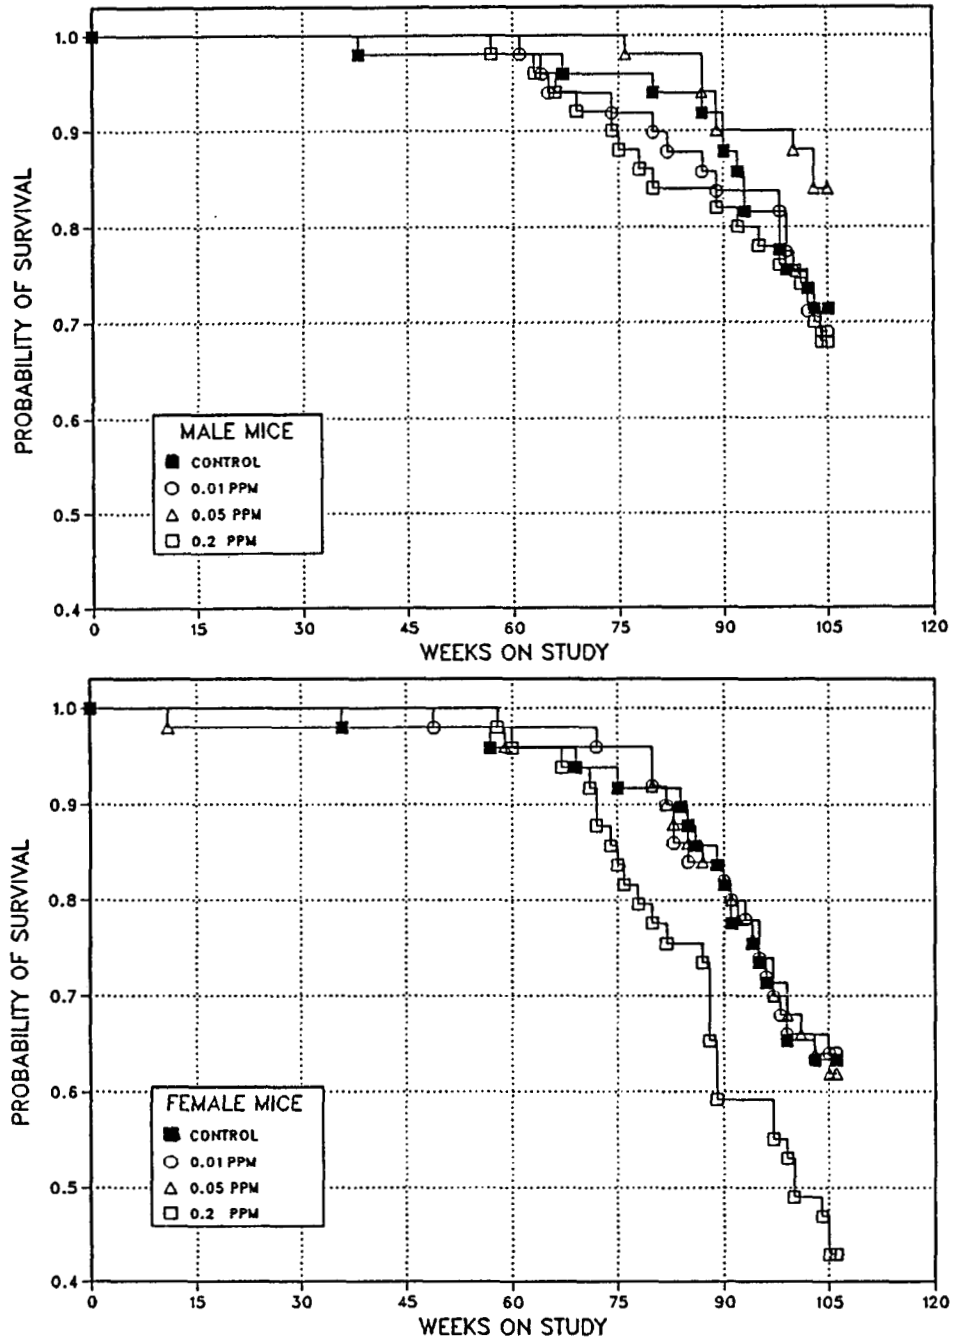 1.0
0.9
0.8
0.7
0.6
0.5
0.4
PROBABILITY OF SURVIVAL
MALE MICE
CONTROL
0.01 PPM
0.05 PPM
0.2 PPM
0 15 30 45 60 75 90 105 120
WEEKS ON STUDY
1.0
0.9
0.8
0.7
0.6
0.5
0.4
PROBABILITY OF SURVIVAL
FEMALE MICE
CONTROL
0.01 PPM
0.05 PPM
0.2 PPM
0 15 30 45 60 75 90 105 120
WEEKS ON STUDY